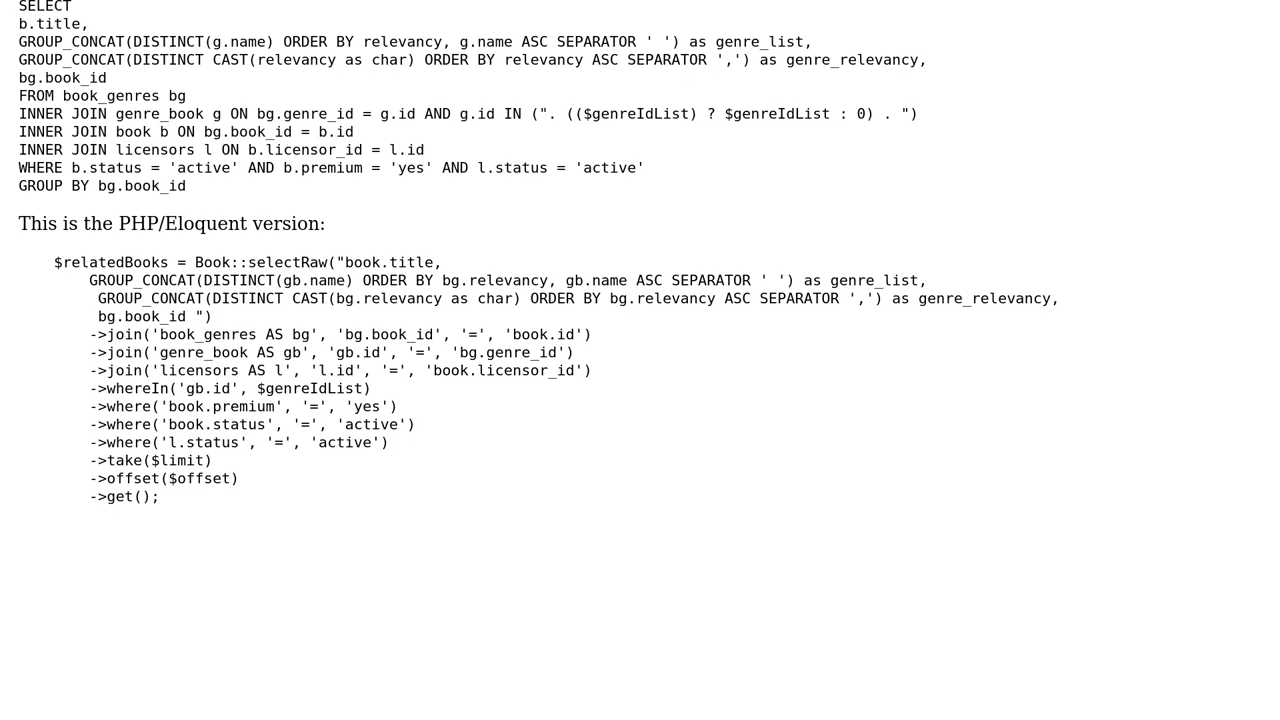 SELECT
b.title,
GROUP_CONCAT(DISTINCT(g.name) ORDER BY relevancy, g.name ASC SEPARATOR ' ') as genre_list,
GROUP_CONCAT(DISTINCT CAST(relevancy as char) ORDER BY relevancy ASC SEPARATOR ',') as genre_relevancy,
bg.book_id
FROM book_genres bg
INNER JOIN genre_book g ON bg.genre_id = g.id AND g.id IN (". (($genreIdList) ? $genreIdList : 0) . ")
INNER JOIN book b ON bg.book_id = b.id
INNER JOIN licensors l ON b.licensor_id = l.id
WHERE b.status = 'active' AND b.premium = 'yes' AND l.status = 'active'
GROUP BY bg.book_id
This is the PHP/Eloquent version:
$relatedBooks = Book::selectRaw("book.title,
GROUP_CONCAT(DISTINCT(gb.name) ORDER BY bg.relevancy, gb.name ASC SEPARATOR ' ') as genre_list,
GROUP_CONCAT(DISTINCT CAST(bg.relevancy as char) ORDER BY bg.relevancy ASC SEPARATOR ',') as genre_relevancy,
bg.book_id ")
->join('book_genres AS bg', 'bg.book_id', '=', 'book.id')
->join('genre_book AS gb', 'gb.id', '=', 'bg.genre_id')
->join('licensors AS l', 'l.id', '=', 'book.licensor_id')
->whereIn('gb.id', $genreIdList)
->where('book.premium', '=', 'yes')
->where('book.status', '=', 'active')
->where('l.status', '=', 'active')
->take($limit)
->offset($offset)
->get();